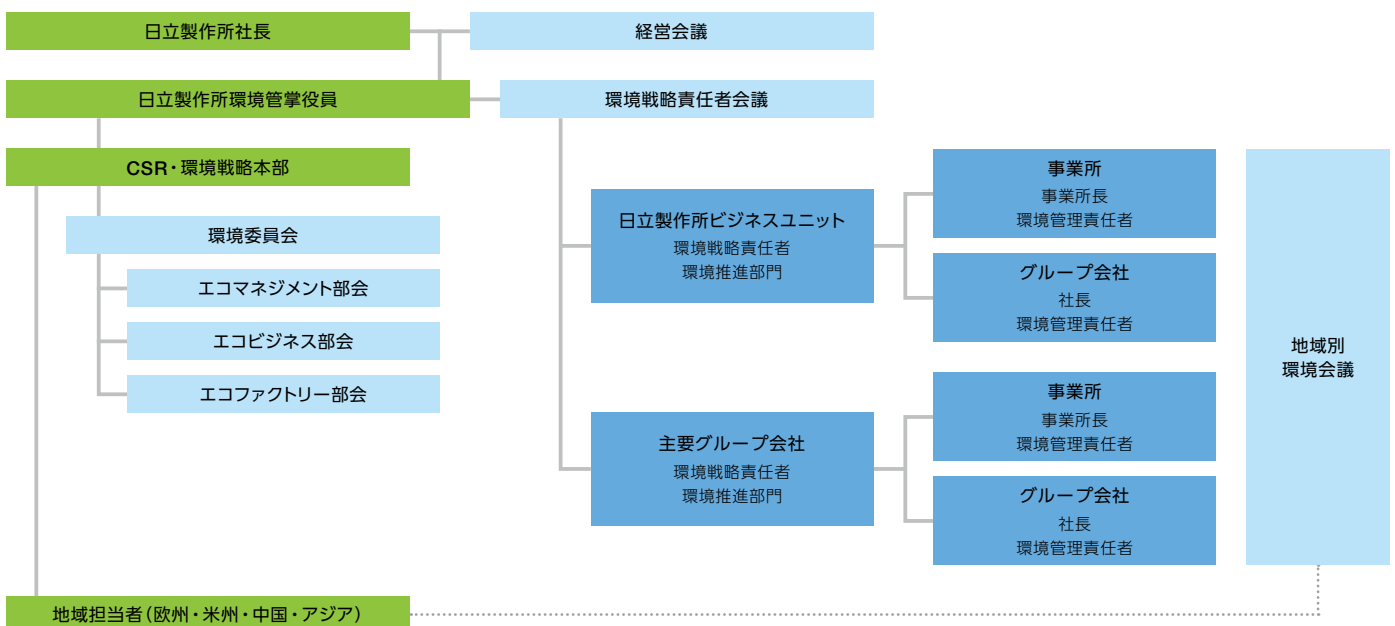 日立製作所社長
経営会議
日立製作所環境管掌役員
環境戦略責任者会議
CSR・環境戦略本部
環境委員会
エコマネジメント部会
エコビジネス部会
エコファクトリー部会
日立製作所ビジネスユニット
環境戦略責任者
環境推進部門
事業所
事業所長
環境管理責任者
グループ会社
社長
環境管理責任者
主要グループ会社
環境戦略責任者
環境推進部門
事業所
事業所長
環境管理責任者
グループ会社
社長
環境管理責任者
地域別
環境会議
地域担当者(欧州・米州・中国・アジア)